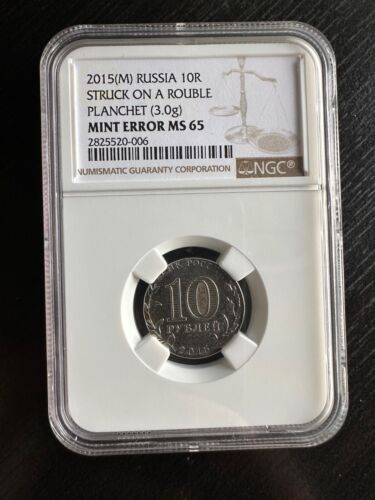 2015(M) RUSSIA 10R
STRUCK ON A ROUBLE
PLANCHET (3.0g)
MINT ERROR MS 65
2825520-006
NUMISMATIC GUARANTY CORPORATION
NGC®
10
РУБЛЕЙ